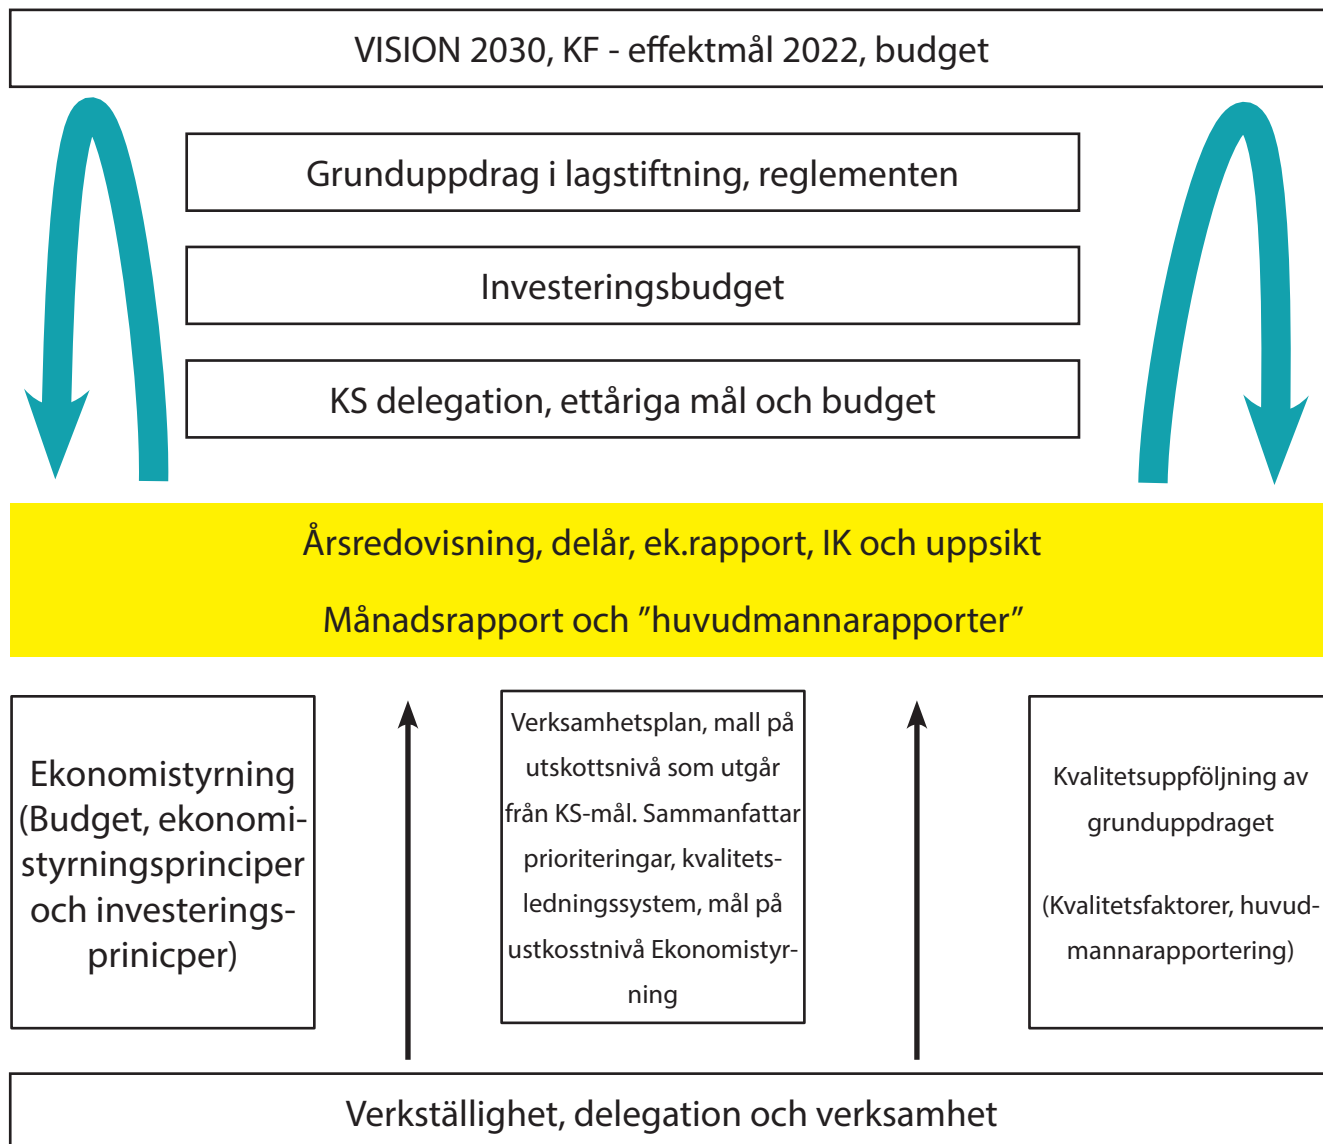 VISION 2030, KF - effektmål 2022, budget
Grunduppdrag i lagstiftning, reglementen
Investeringsbudget
KS delegation, ettåriga mål och budget
Årsredovisning, delår, ek.rapport, IK och uppsikt
Månadsrapport och ”huvudmannarapporter”
Ekonomistyrning
(Budget, ekonomi-
styrningsprinciper
och investerings-
prinicper)
Verksamhetsplan, mall på
utskottsnivå som utgår
från KS-mål. Sammanfattar
prioriteringar, kvalitets-
ledningssystem, mål på
ustkosstnivå Ekonomistyr-
ning
Kvalitetsuppföljning av
grunduppdraget
(Kvalitetsfaktorer, huvud-
mannarapportering)
Verkställighet, delegation och verksamhet